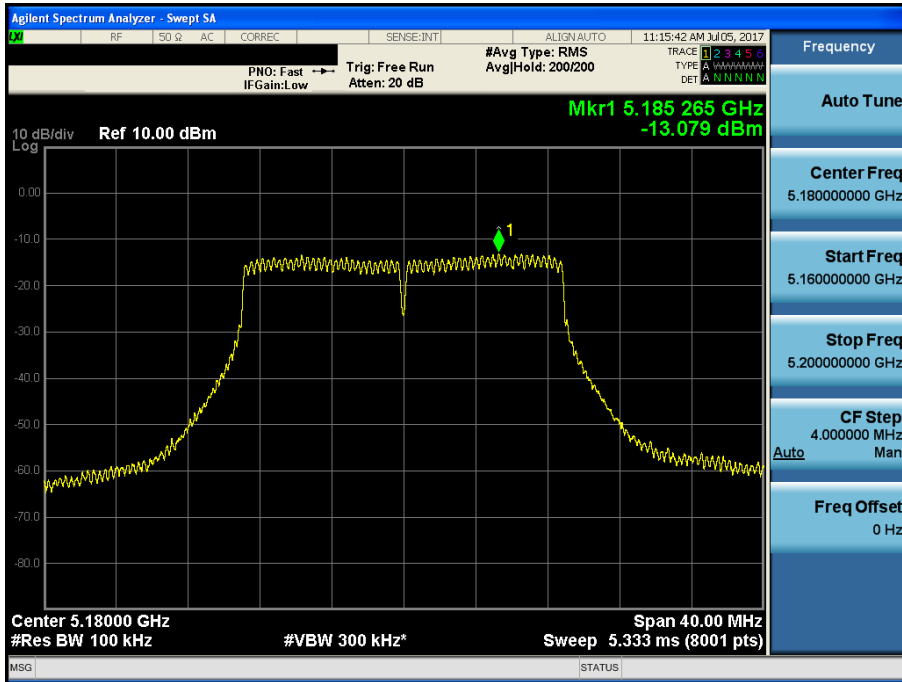 Agilent Spectrum Analyzer - Swept SA
LXI RF 50 Ω AC CORREC SENSE:INT ALIGNAUTO 11:15:42 AM Jul 05, 2017
PNO: Fast
IFGain:Low
Trig: Free Run
Atten: 20 dB
#Avg Type: RMS
Avg|Hold: 200/200
TRACE 1 2 3 4 5 6
TYPE A WWWWWW
DET A N N N N N
Mkr1 5.185 265 GHz
-13.079 dBm
10 dB/div Ref 10.00 dBm
Log
0.00
-10.0
-20.0
-30.0
-40.0
-50.0
-60.0
-70.0
-80.0
1
Center 5.18000 GHz Span 40.00 MHz
#Res BW 100 kHz #VBW 300 kHz* Sweep 5.333 ms (8001 pts)
MSG STATUS
Frequency
Auto Tune
Center Freq
5.180000000 GHz
Start Freq
5.160000000 GHz
Stop Freq
5.200000000 GHz
CF Step
4.000000 MHz
Auto Man
Freq Offset
0 Hz